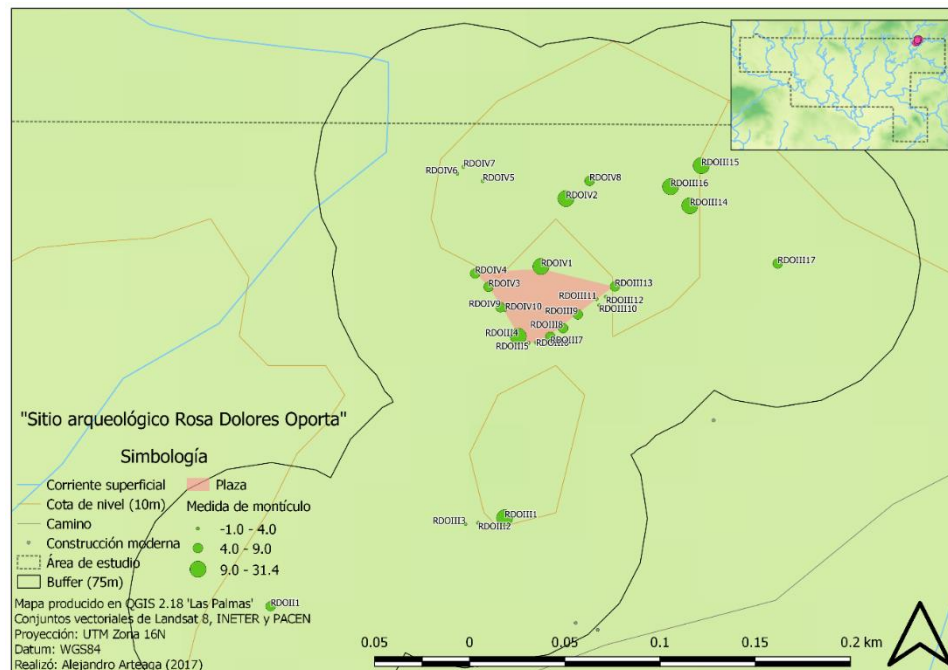 RDOIII15
RDOIV7
RDOIV6
RDOIV5
RDOIV8
RDOIII16
RDOIV2
RDOIII14
RDOIV1
RDOIV4
RDOIII17
RDOIV3
RDOIII13
RDOIII11
RDOIII12
RDOIV9
RDOIV10
RDOIII10
RDOIII9
RDOIII8
RDOIII4
RDOIII7
RDOIII5
RDOIII1
RDOIII3
RDOIII2
RDOII1
"Sitio arqueológico Rosa Dolores Oporta"
Simbología
Corriente superficial
Cota de nivel (10m)
Camino
Construcción moderna
Área de estudio
Buffer (75m)
Plaza
Medida de montículo
-1.0 - 4.0
4.0 - 9.0
9.0 - 31.4
Mapa producido en QGIS 2.18 'Las Palmas'
Conjuntos vectoriales de Landsat 8, INETER y PACEN
Proyección: UTM Zona 16N
Datum: WGS84
Realizó: Alejandro Arteaga (2017)
0.05 0 0.05 0.1 0.15 0.2 km